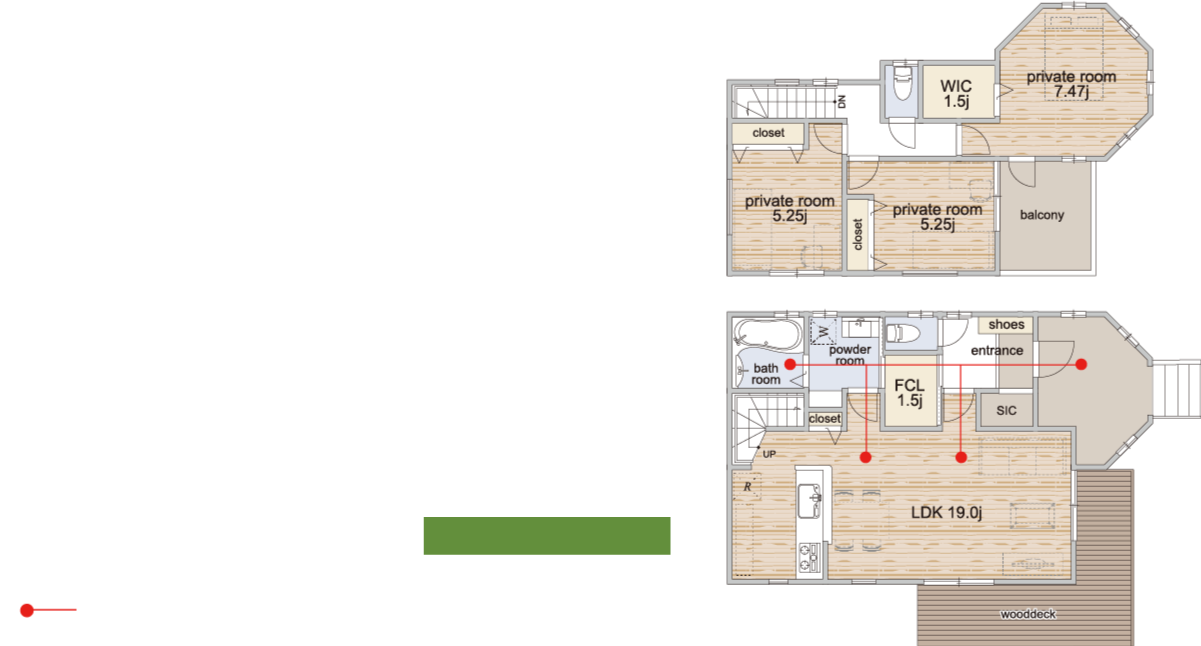 private room
7.47j
WIC
1.5j
DN
closet
private room
5.25j
closet
private room
5.25j
balcony
shoes
entrance
W
powder
room
bath
room
FCL
1.5j
SIC
closet
UP
R
LDK 19.0j
wooddeck